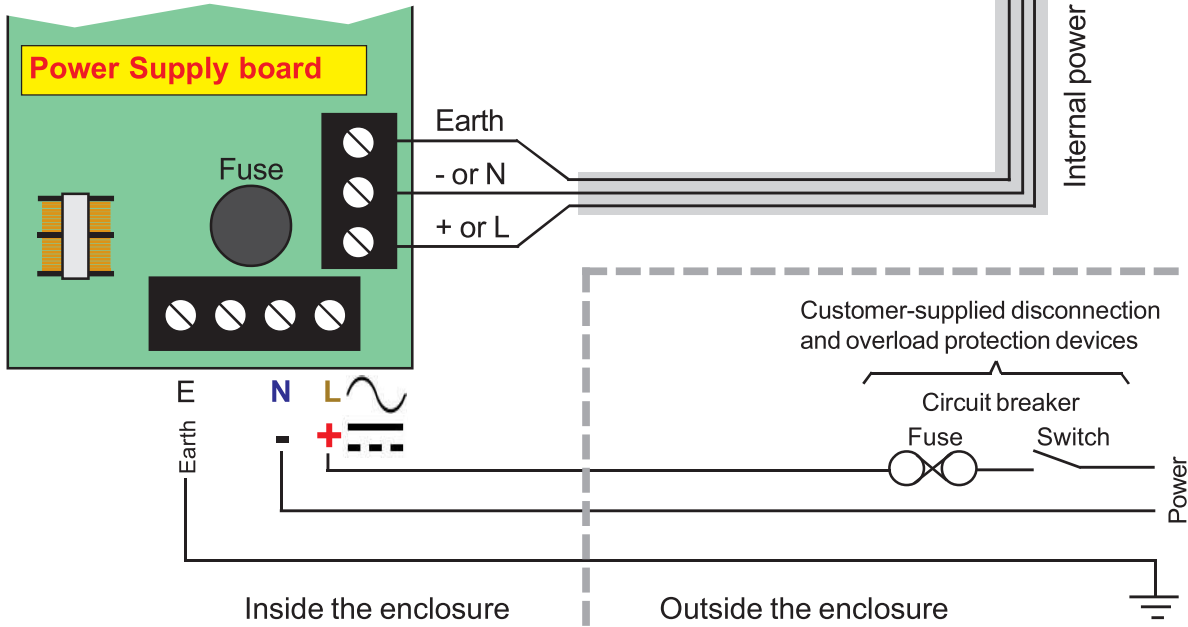 Power Supply board
Internal power
Earth
- or N
+ or L
Fuse
E
N
L
Earth
-
+
Customer-supplied disconnection
and overload protection devices
Circuit breaker
Fuse
Switch
Power
Inside the enclosure
Outside the enclosure